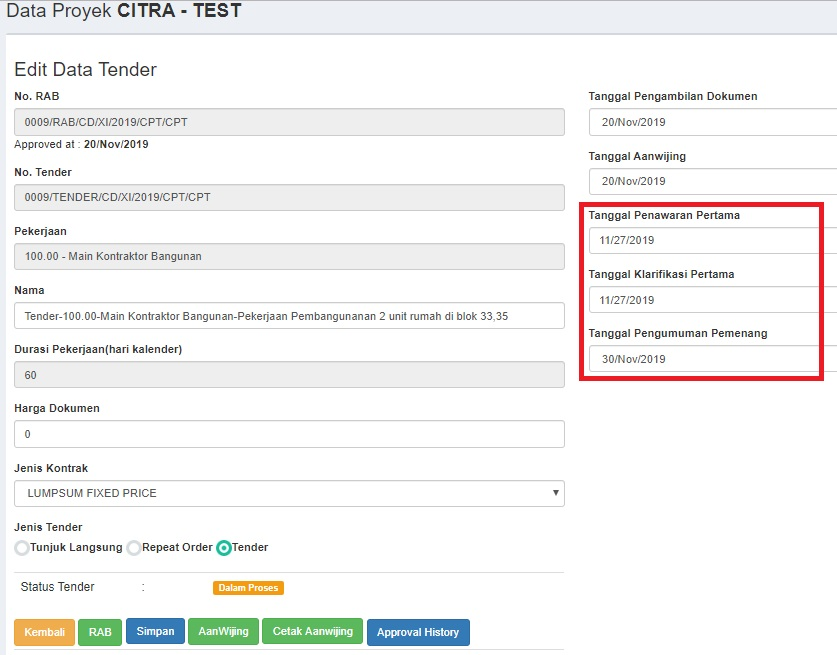 Data Proyek CITRA - TEST
Edit Data Tender
No. RAB
0009/RAB/CD/XI/2019/CPT/CPT
Approved at : 20/Nov/2019
No. Tender
0009/TENDER/CD/XI/2019/CPT/CPT
Pekerjaan
100.00 - Main Kontraktor Bangunan
Nama
Tender-100.00-Main Kontraktor Bangunan-Pekerjaan Pembangunanan 2 unit rumah di blok 33,35
Durasi Pekerjaan(hari kalender)
60
Harga Dokumen
0
Jenis Kontrak
LUMPSUM FIXED PRICE
Jenis Tender
Tunjuk Langsung Repeat Order Tender
Status Tender : Dalam Proses
Kembali RAB Simpan AanWijing Cetak Aanwijing Approval History
Tanggal Pengambilan Dokumen
20/Nov/2019
Tanggal Aanwijing
20/Nov/2019
Tanggal Penawaran Pertama
11/27/2019
Tanggal Klarifikasi Pertama
11/27/2019
Tanggal Pengumuman Pemenang
30/Nov/2019